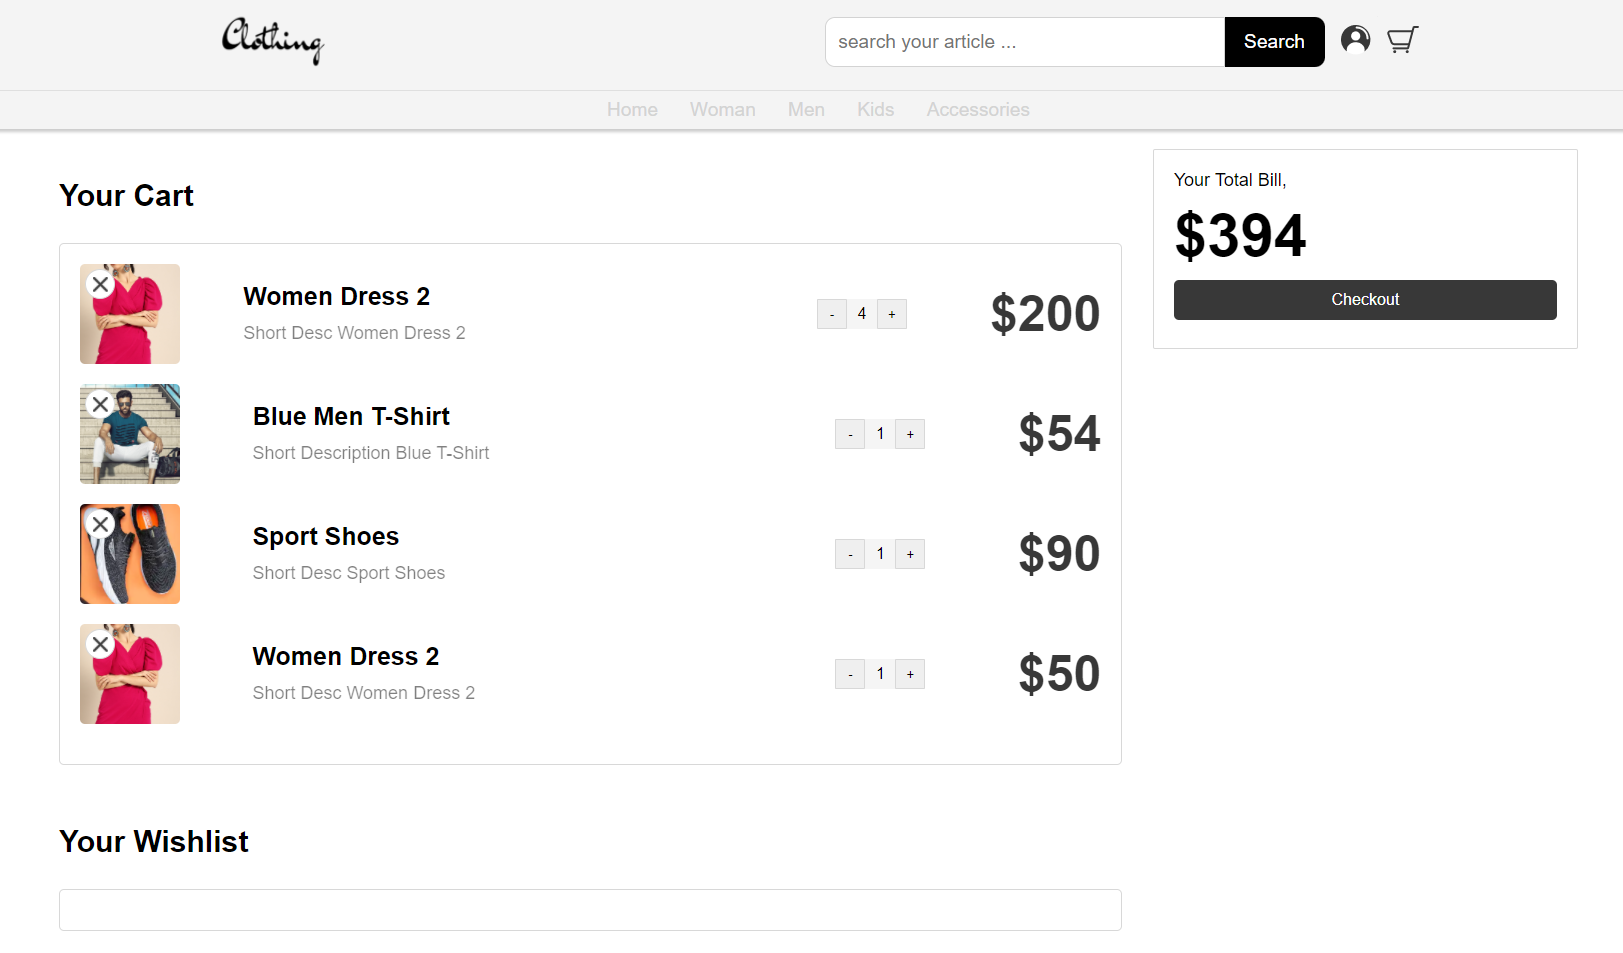 Clothing
search your article ...
Search
Home Woman Men Kids Accessories
Your Cart
Women Dress 2
Short Desc Women Dress 2
- 4 +
$200
Blue Men T-Shirt
Short Description Blue T-Shirt
- 1 +
$54
Sport Shoes
Short Desc Sport Shoes
- 1 +
$90
Women Dress 2
Short Desc Women Dress 2
- 1 +
$50
Your Total Bill,
$394
Checkout
Your Wishlist